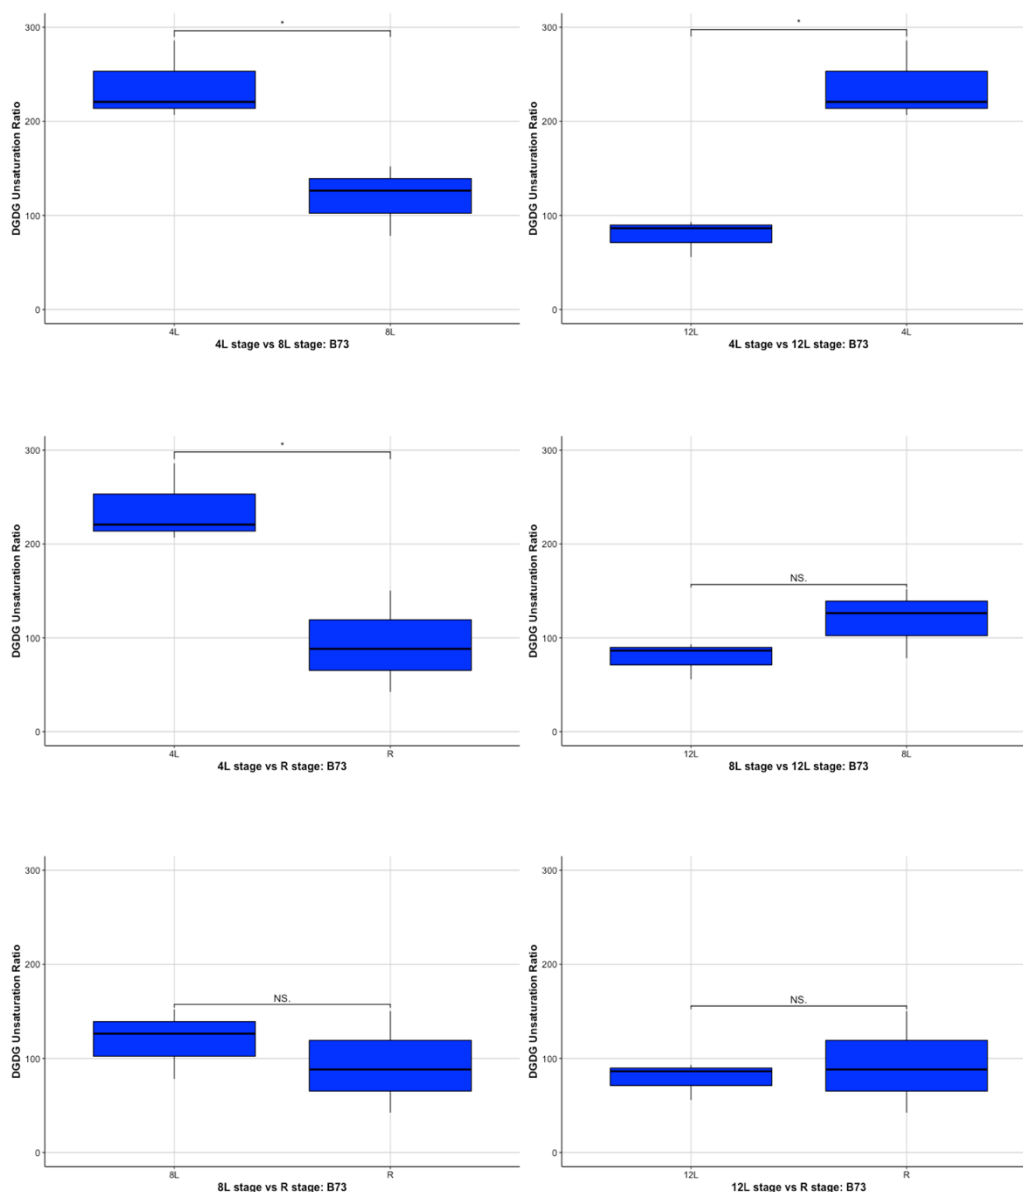 DGDG Unsaturation Ratio
300
200
100
0
*
4L
8L
4L stage vs 8L stage: B73
DGDG Unsaturation Ratio
300
200
100
0
*
12L
4L
4L stage vs 12L stage: B73
DGDG Unsaturation Ratio
300
200
100
0
*
4L
R
4L stage vs R stage: B73
DGDG Unsaturation Ratio
300
200
100
0
NS.
12L
8L
8L stage vs 12L stage: B73
DGDG Unsaturation Ratio
300
200
100
0
NS.
8L
R
8L stage vs R stage: B73
DGDG Unsaturation Ratio
300
200
100
0
NS.
12L
R
12L stage vs R stage: B73